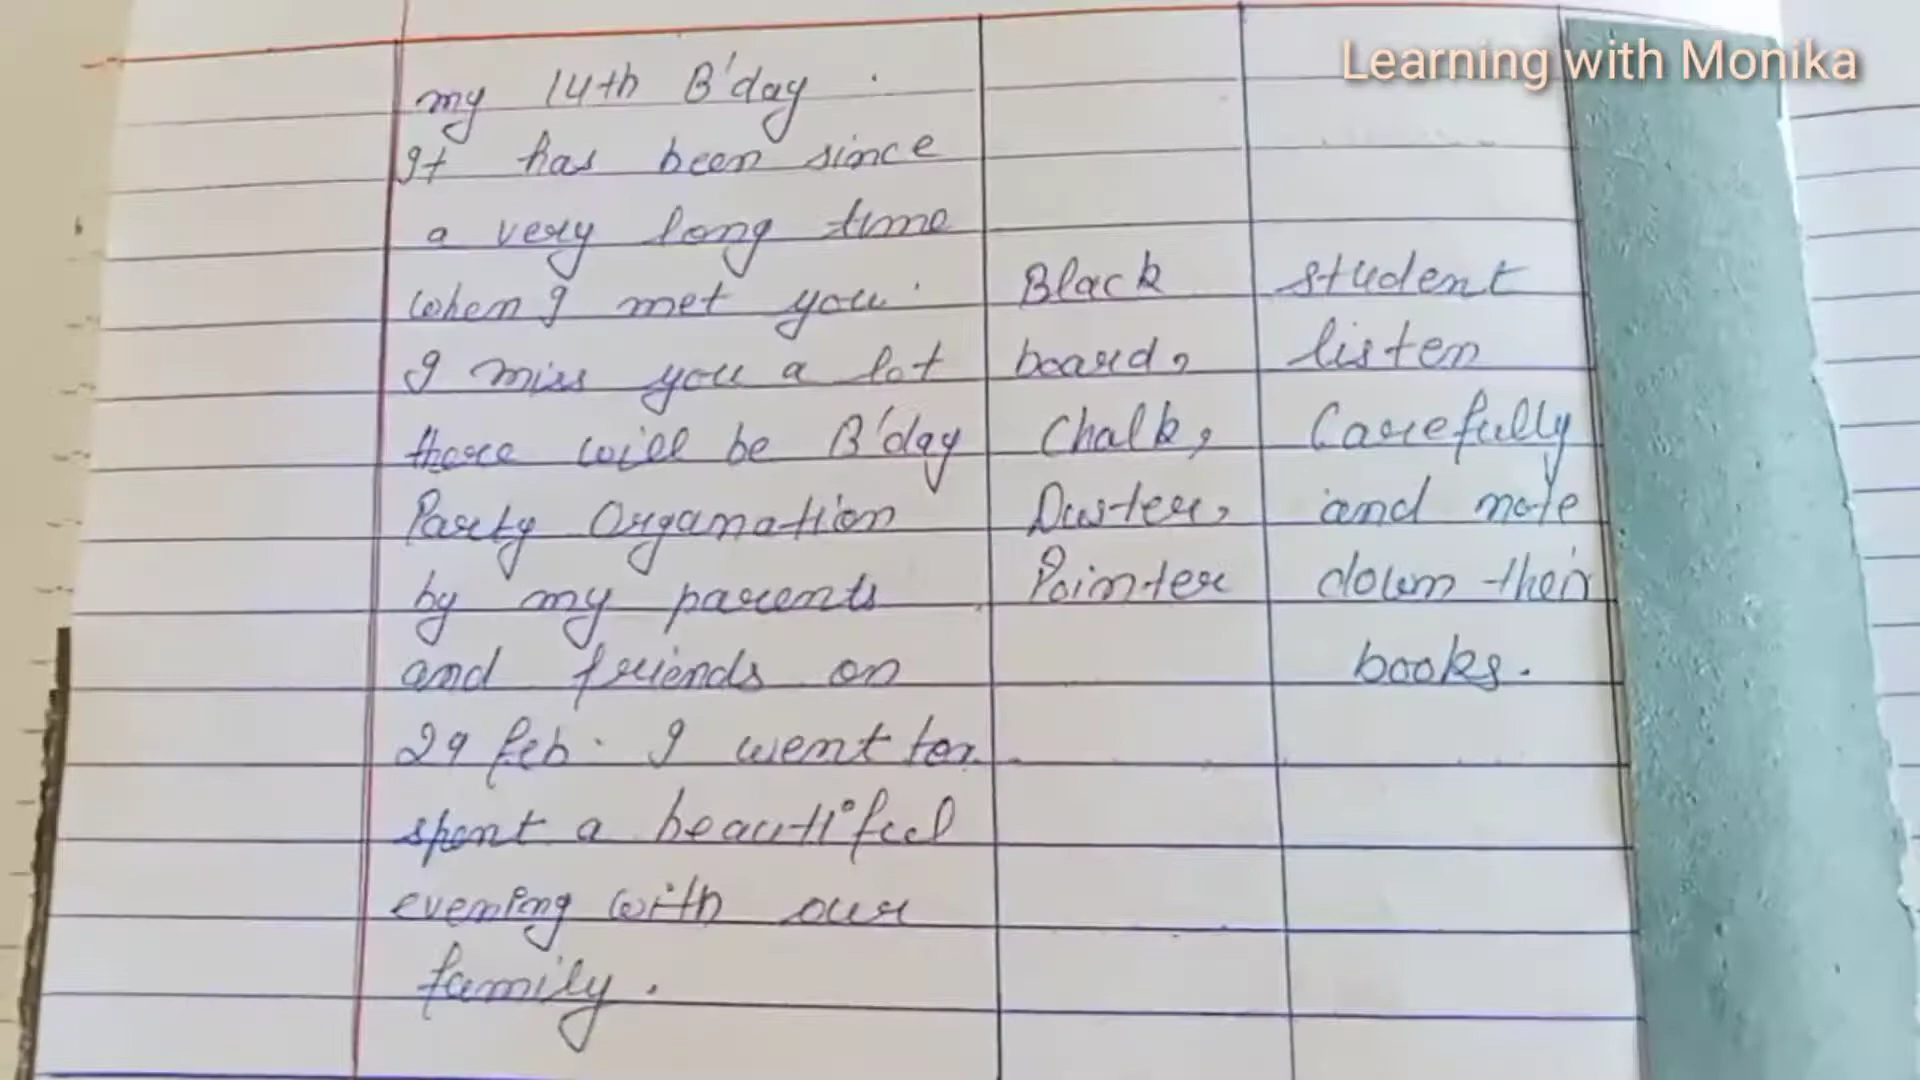 Learning with Monika
my 14th B'day.
It has been since
a very long time
when I met you.
I miss you a lot
there will be B'day
Party Organation
by my parents
and friends on
29 feb. I went for
spent a beautiful
evening with our
family.
Black
board,
Chalk,
Duster,
Pointer
student
listen
Carefully
and note
down their
books.